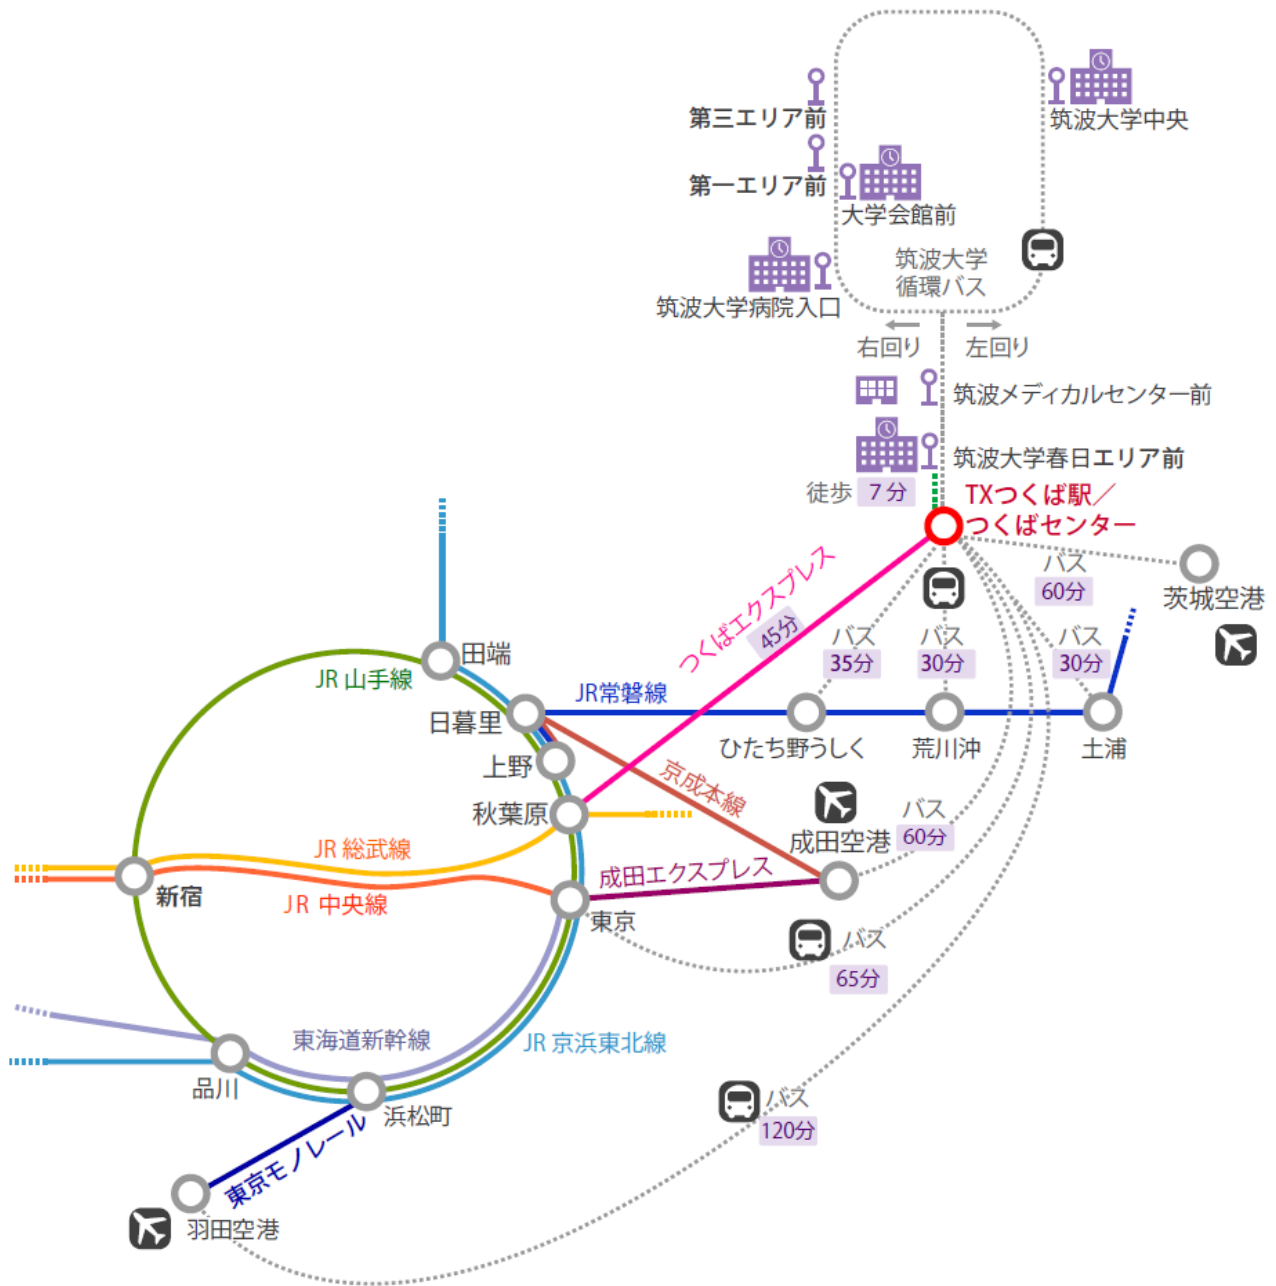 第三エリア前
筑波大学中央
第一エリア前
大学会館前
筑波大学
循環バス
筑波大学病院入口
右回り
左回り
筑波メディカルセンター前
筑波大学春日エリア前
徒歩 7分
TXつくば駅／
つくばセンター
つくばエクスプレス
45分
バス
60分
茨城空港
バス
35分
バス
30分
バス
30分
田端
JR 山手線
日暮里
JR常磐線
ひたち野うしく
荒川沖
土浦
上野
秋葉原
京成本線
成田空港
バス
60分
JR 総武線
成田エクスプレス
新宿
JR 中央線
東京
バス
65分
東海道新幹線
JR 京浜東北線
品川
浜松町
バス
120分
東京モノレール
羽田空港